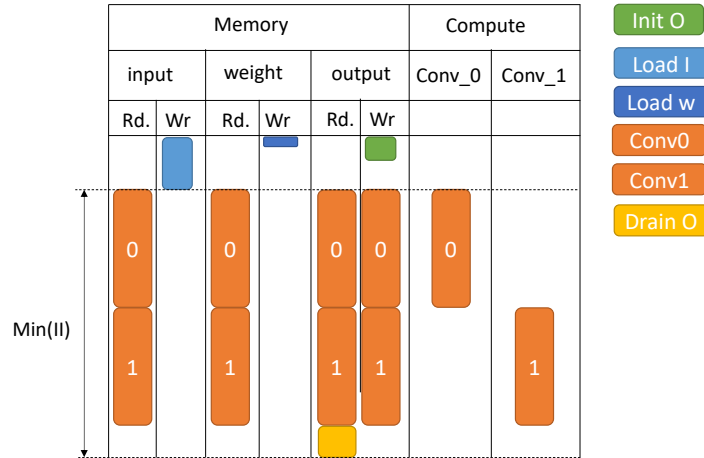 Memory Compute
input weight output Conv_0 Conv_1
Rd. Wr Rd. Wr Rd. Wr
0 0 0 0 0
Min(II)
1 1 1 1 1
Init O
Load I
Load w
Conv0
Conv1
Drain O